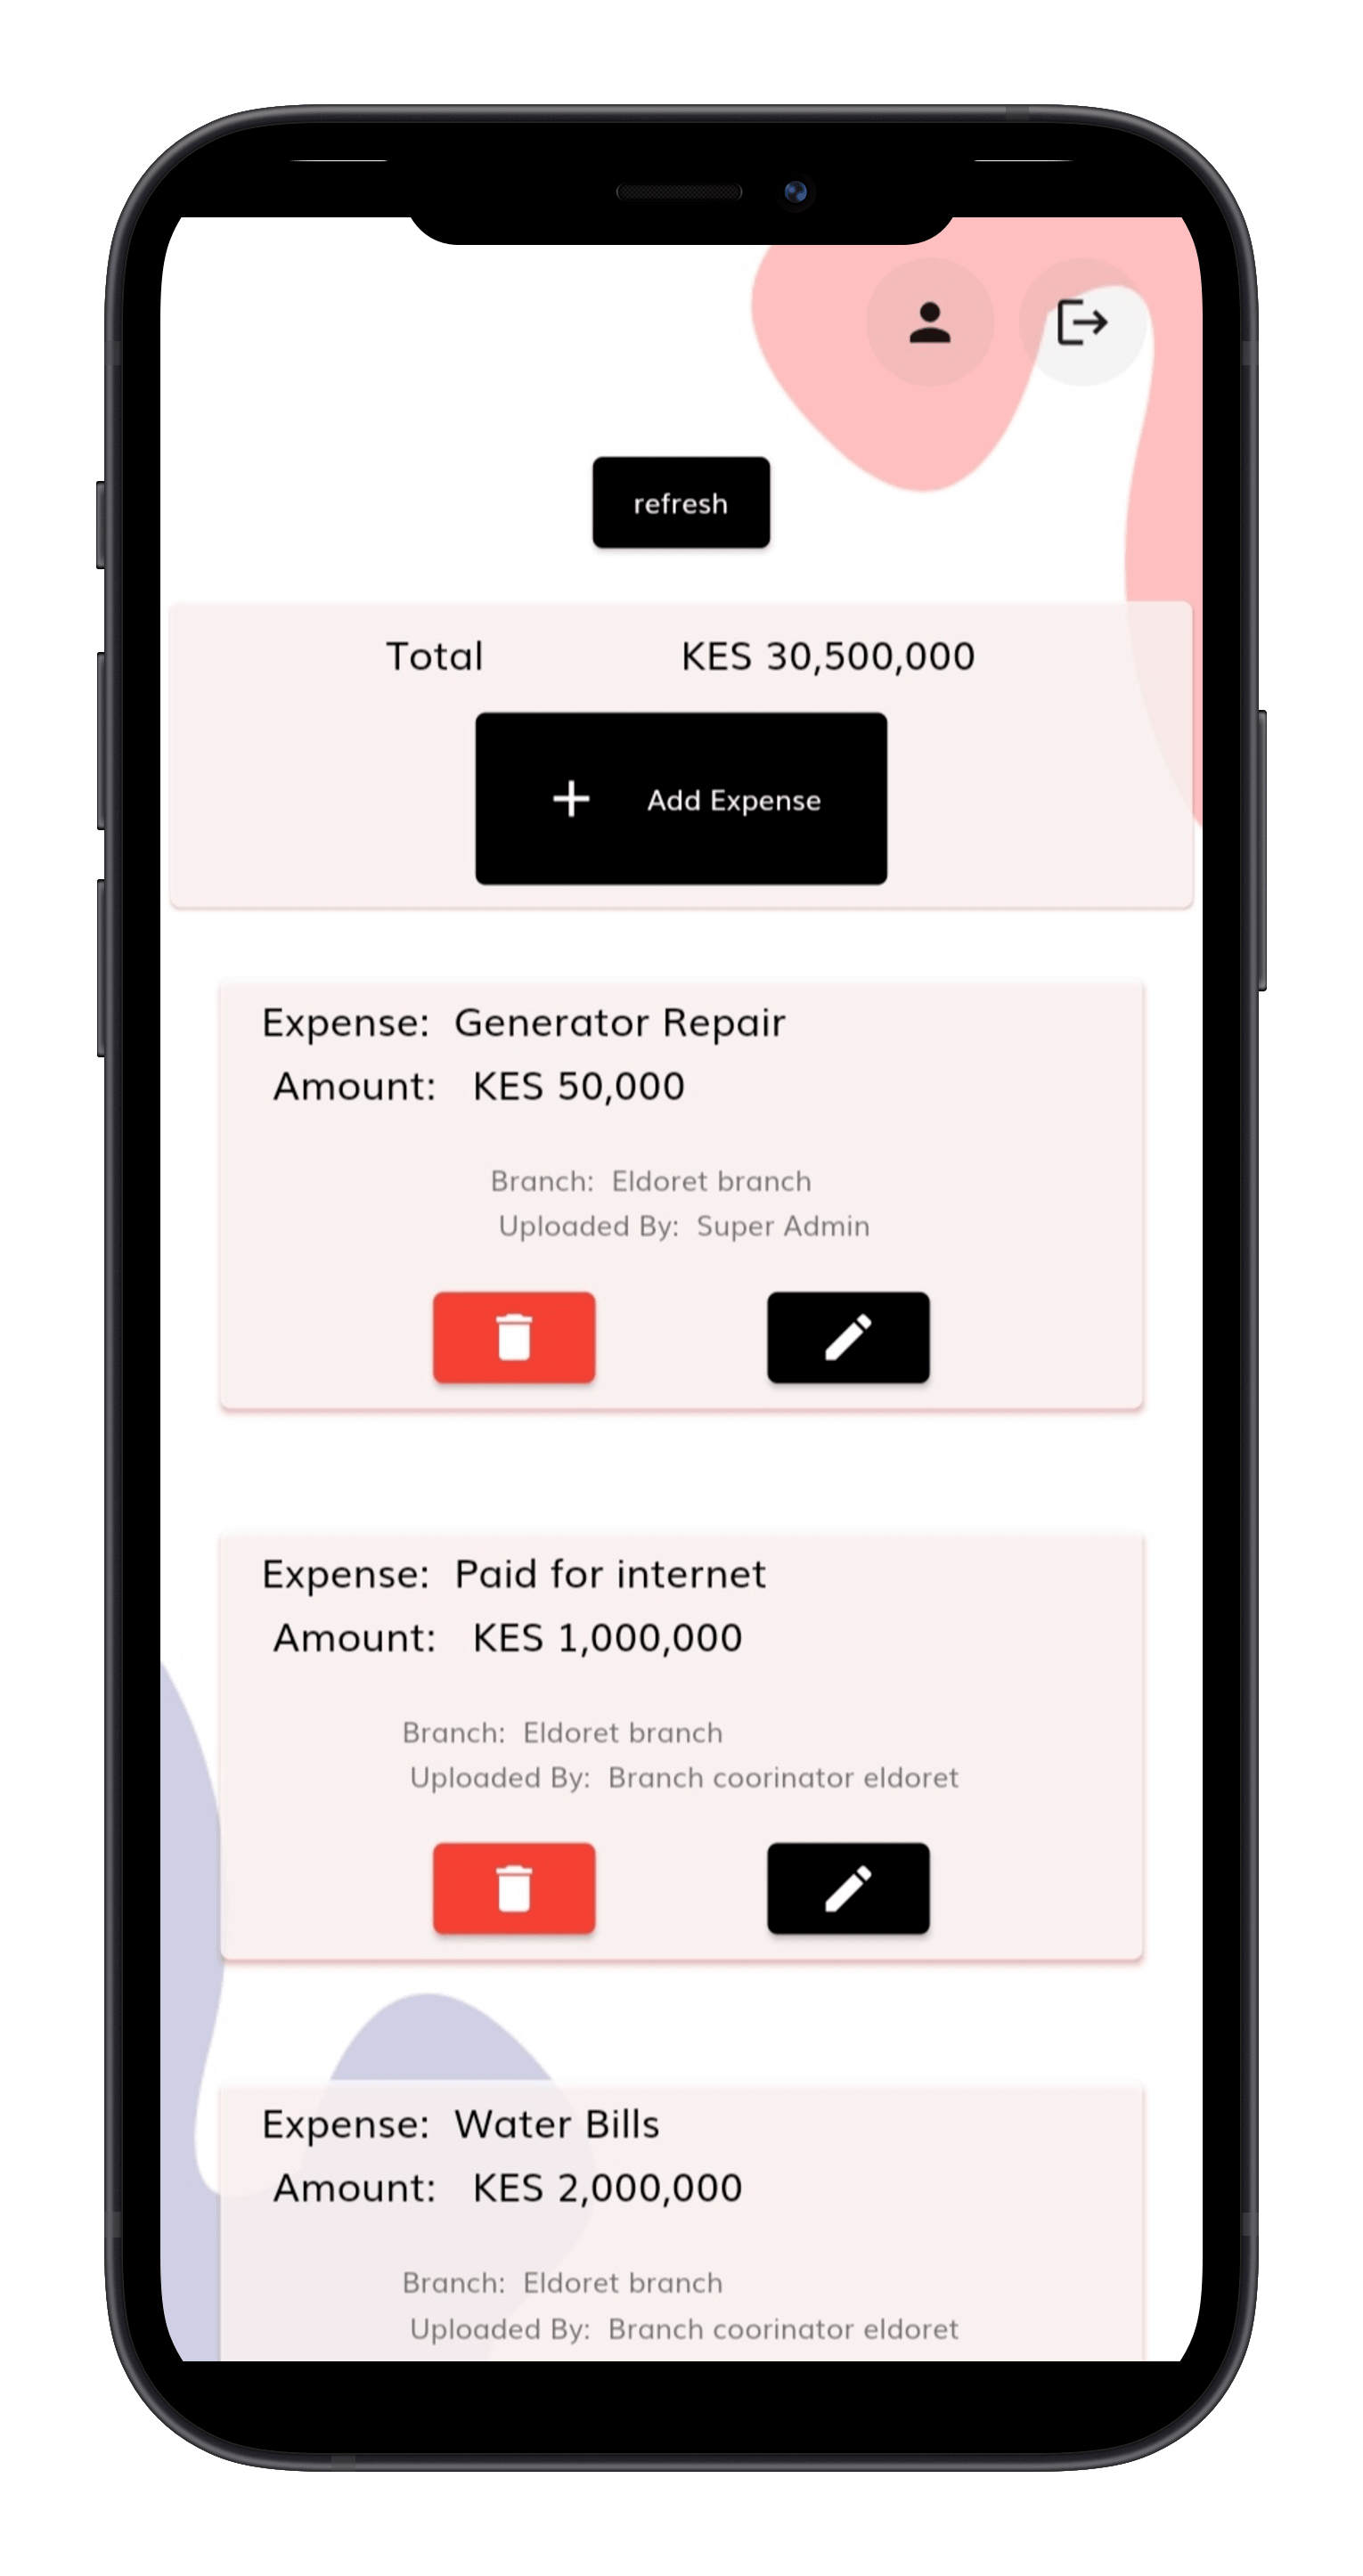 refresh
Total KES 30,500,000
Add Expense
Expense: Generator Repair
Amount: KES 50,000
Branch: Eldoret branch
Uploaded By: Super Admin
Expense: Paid for internet
Amount: KES 1,000,000
Branch: Eldoret branch
Uploaded By: Branch coorinator eldoret
Expense: Water Bills
Amount: KES 2,000,000
Branch: Eldoret branch
Uploaded By: Branch coorinator eldoret